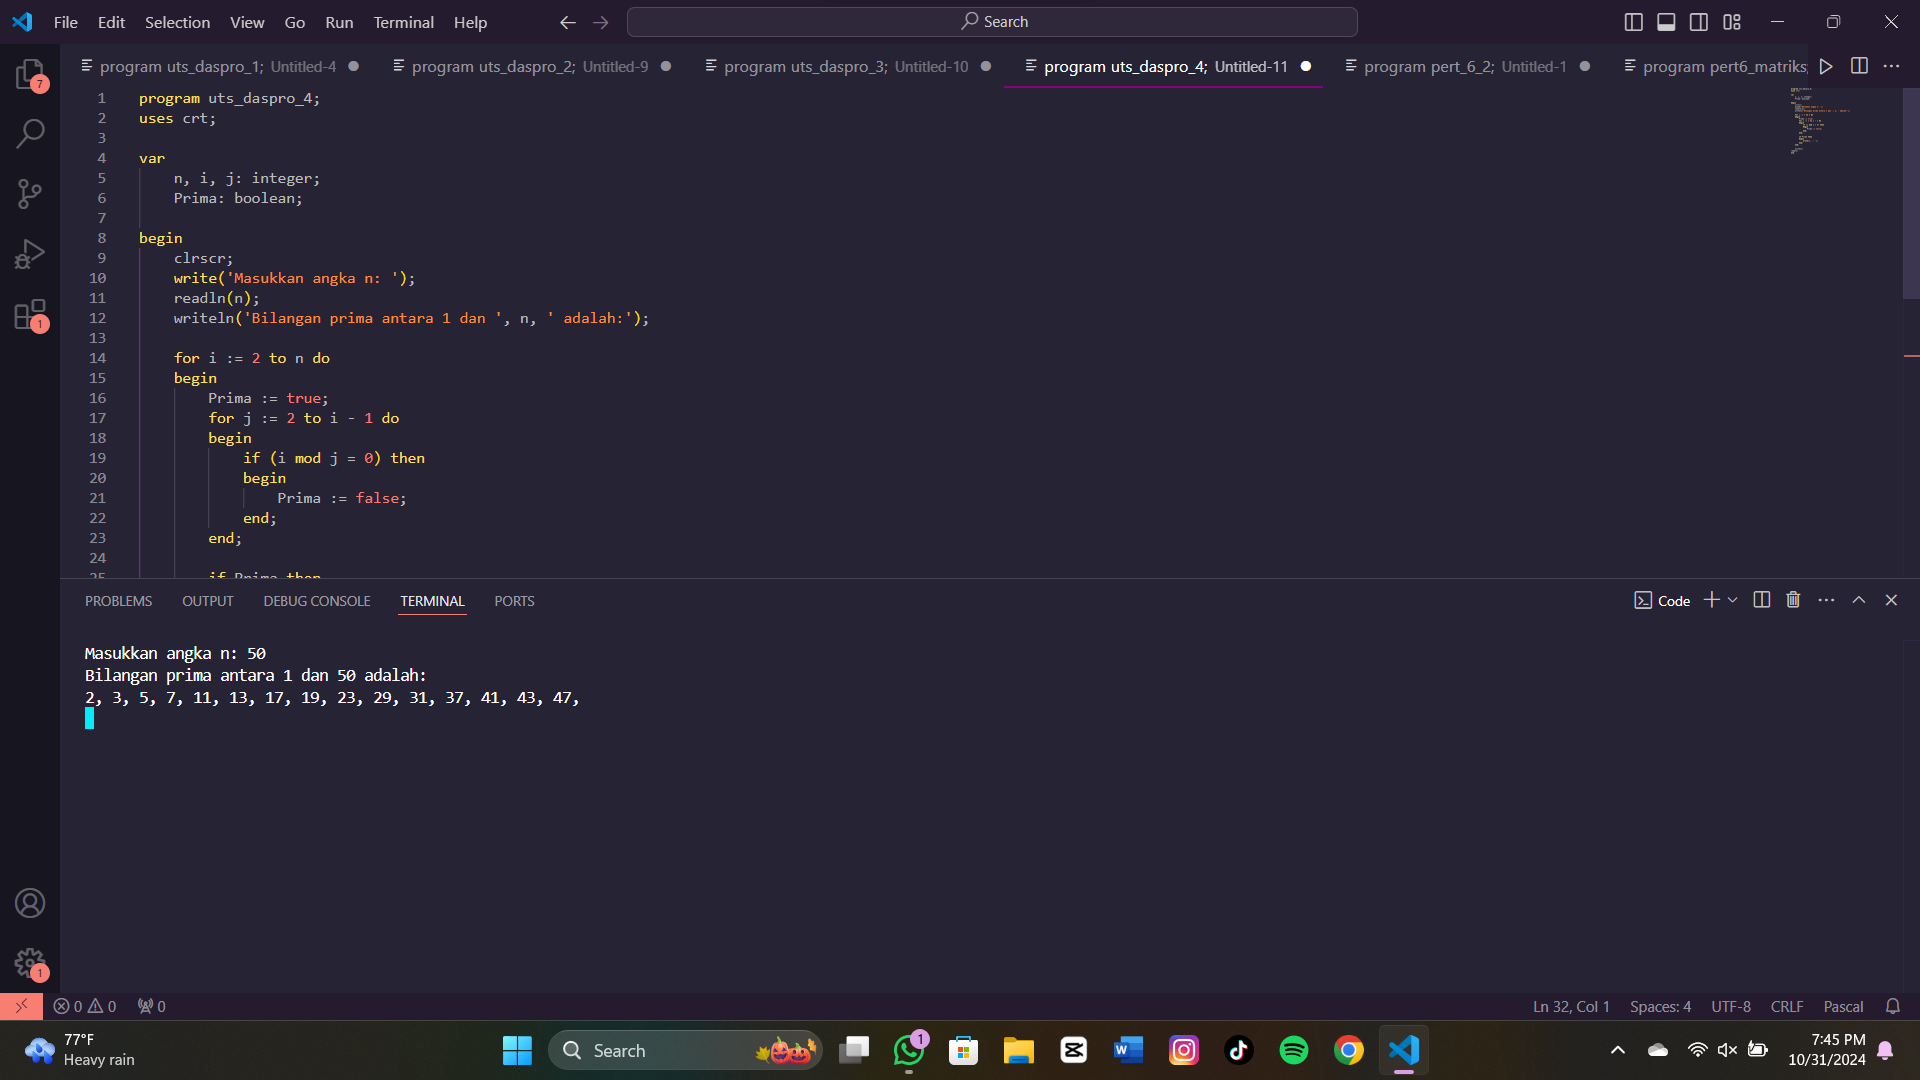 File Edit Selection View Go Run Terminal Help Search
program uts_daspro_1; Untitled-4 program uts_daspro_2; Untitled-9 program uts_daspro_3; Untitled-10 program uts_daspro_4; Untitled-11 program pert_6_2; Untitled-1 program pert6_matriks;
7
1 program uts_daspro_4;
2 uses crt;
3
4 var
5 n, i, j: integer;
6 Prima: boolean;
7
8 begin
9 clrscr;
10 write('Masukkan angka n: ');
11 readln(n);
12 writeln('Bilangan prima antara 1 dan ', n, ' adalah:');
13
14 for i := 2 to n do
15 begin
16 Prima := true;
17 for j := 2 to i - 1 do
18 begin
19 if (i mod j = 0) then
20 begin
21 Prima := false;
22 end;
23 end;
24
25 if Prima then
1
PROBLEMS OUTPUT DEBUG CONSOLE TERMINAL PORTS Code
Masukkan angka n: 50
Bilangan prima antara 1 dan 50 adalah:
2, 3, 5, 7, 11, 13, 17, 19, 23, 29, 31, 37, 41, 43, 47,
1
0 0 0 Ln 32, Col 1 Spaces: 4 UTF-8 CRLF Pascal
77°F
Heavy rain
Search
1
7:45 PM
10/31/2024